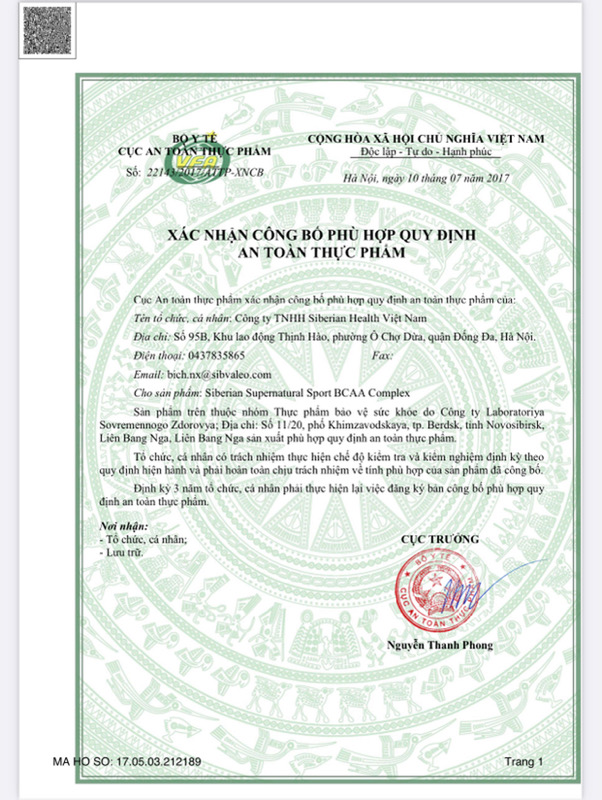 BỘ Y TẾ
CỤC AN TOÀN THỰC PHẨM
VFA
Số: 22143/2017/ATTP-XNCB
CỘNG HÒA XÃ HỘI CHỦ NGHĨA VIỆT NAM
Độc lập - Tự do - Hạnh phúc
Hà Nội, ngày 10 tháng 07 năm 2017
XÁC NHẬN CÔNG BỐ PHÙ HỢP QUY ĐỊNH
AN TOÀN THỰC PHẨM
Cục An toàn thực phẩm xác nhận công bố phù hợp quy định an toàn thực phẩm của:
Tên tổ chức, cá nhân: Công ty TNHH Siberian Health Việt Nam
Địa chỉ: Số 95B, Khu lao động Thịnh Hào, phường Ô Chợ Dừa, quận Đống Đa, Hà Nội.
Điện thoại: 0437835865 Fax:
Email: bich.nx@sibvaleo.com
Cho sản phẩm: Siberian Supernatural Sport BCAA Complex
Sản phẩm trên thuộc nhóm Thực phẩm bảo vệ sức khỏe do Công ty Laboratoriya
Sovremennogo Zdorovya; Địa chỉ: Số 11/20, phố Khimzavodskaya, tp. Berdsk, tỉnh Novosibirsk,
Liên Bang Nga, Liên Bang Nga sản xuất phù hợp quy định an toàn thực phẩm.
Tổ chức, cá nhân có trách nhiệm thực hiện chế độ kiểm tra và kiểm nghiệm định kỳ theo
quy định hiện hành và phải hoàn toàn chịu trách nhiệm về tính phù hợp của sản phẩm đã công bố.
Định kỳ 3 năm tổ chức, cá nhân phải thực hiện lại việc đăng ký bản công bố phù hợp quy
định an toàn thực phẩm.
Nơi nhận:
- Tổ chức, cá nhân;
- Lưu trữ.
CỤC TRƯỞNG
BỘ Y TẾ
CỤC AN TOÀN THỰC PHẨM
Nguyễn Thanh Phong
MA HO SO: 17.05.03.212189
Trang 1